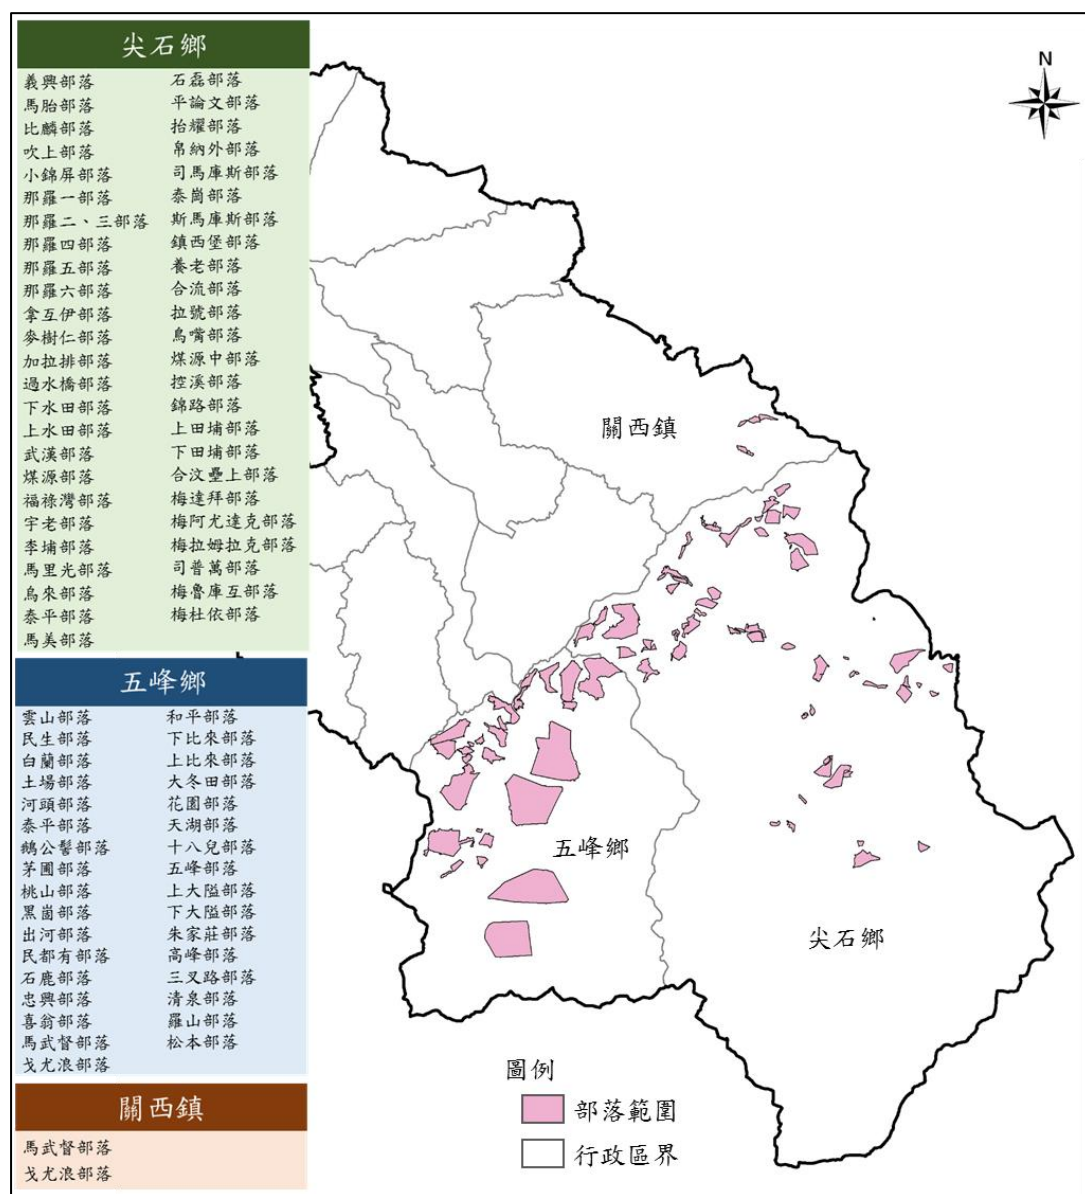 尖石鄉
義興部落
馬胎部落
比麟部落
吹上部落
小錦屏部落
那羅一部落
那羅二、三部落
那羅四部落
那羅五部落
那羅六部落
拿互伊部落
麥樹仁部落
加拉排部落
過水橋部落
下水田部落
上水田部落
武漢部落
煤源部落
福祿灣部落
宇老部落
李埔部落
馬里光部落
烏來部落
泰平部落
馬美部落
石磊部落
平論文部落
抬耀部落
帛納外部落
司馬庫斯部落
泰崗部落
斯馬庫斯部落
鎮西堡部落
養老部落
合流部落
拉號部落
鳥嘴部落
煤源中部落
控溪部落
錦路部落
上田埔部落
下田埔部落
合汶壘上部落
梅達拜部落
梅阿尤達克部落
梅拉姆拉克部落
司普萬部落
梅魯庫互部落
梅杜依部落
五峰鄉
雲山部落
民生部落
白蘭部落
土場部落
河頭部落
泰平部落
鵝公髻部落
茅圃部落
桃山部落
黑崮部落
出河部落
民都有部落
石鹿部落
忠興部落
喜翁部落
馬武督部落
戈尤浪部落
和平部落
下比來部落
上比來部落
大冬田部落
花園部落
天湖部落
十八兒部落
五峰部落
上大隘部落
下大隘部落
朱家莊部落
高峰部落
三叉路部落
清泉部落
羅山部落
松本部落
關西鎮
馬武督部落
戈尤浪部落
N
關西鎮
五峰鄉
尖石鄉
圖例
部落範圍
行政區界